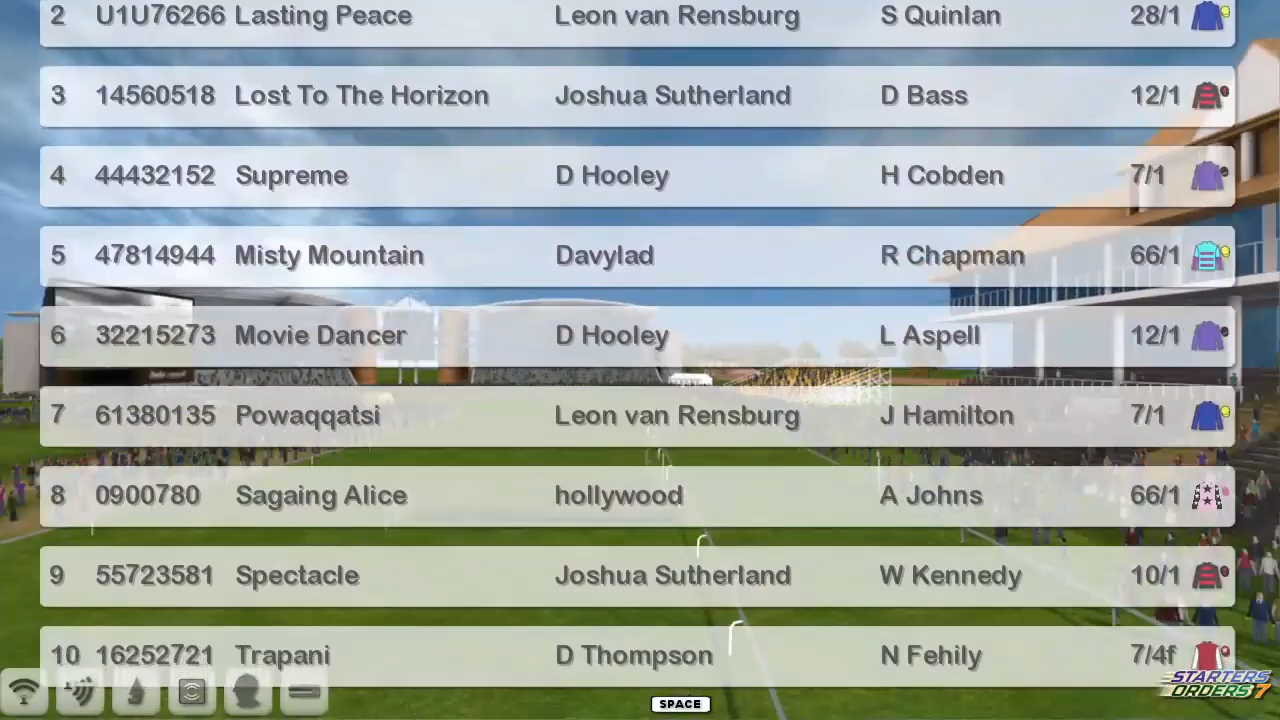 2 U1U76266 Lasting Peace Leon van Rensburg S Quinlan 28/1
3 14560518 Lost To The Horizon Joshua Sutherland D Bass 12/1
4 44432152 Supreme D Hooley H Cobden 7/1
5 47814944 Misty Mountain Davylad R Chapman 66/1
6 32215273 Movie Dancer D Hooley L Aspell 12/1
7 61380135 Powaqqatsi Leon van Rensburg J Hamilton 7/1
8 0900780 Sagaing Alice hollywood A Johns 66/1
9 55723581 Spectacle Joshua Sutherland W Kennedy 10/1
10 16252721 Trapani D Thompson N Fehily 7/4f
STARTERS
ORDERS 7
SPACE